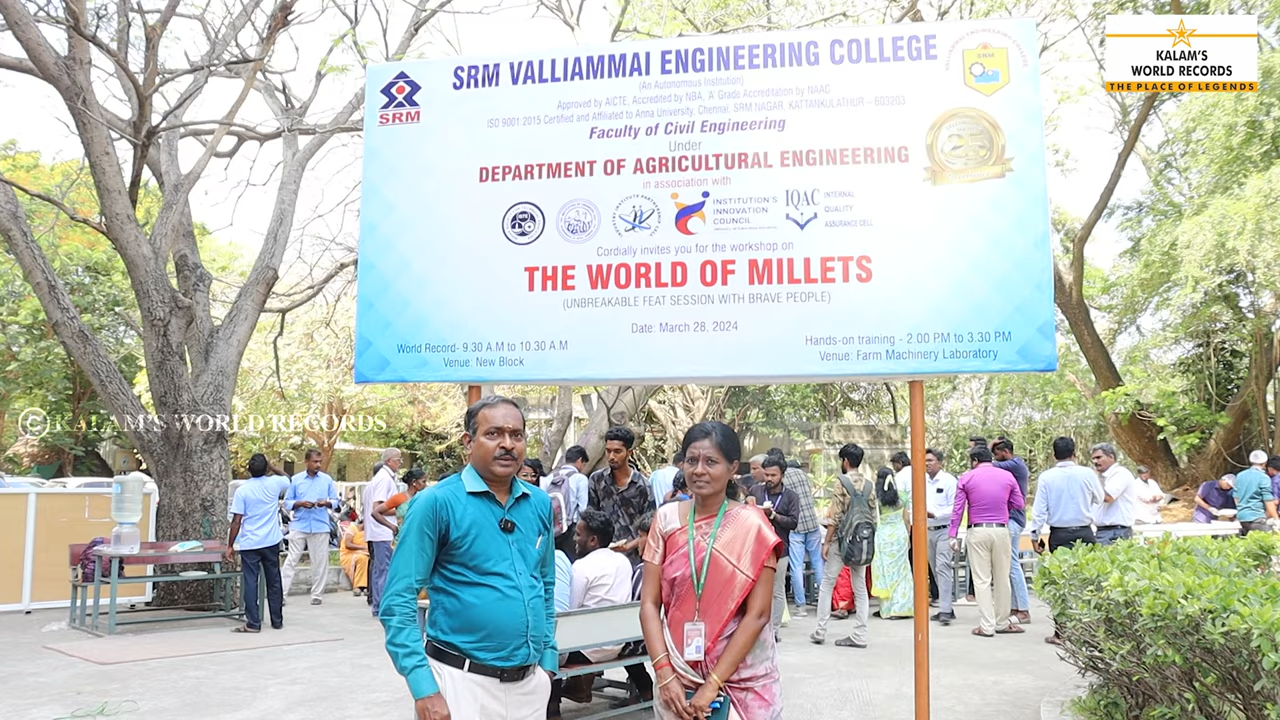 KALAM'S
WORLD RECORDS
THE PLACE OF LEGENDS
SRM VALLIAMMAI ENGINEERING COLLEGE
(An Autonomous Institution)
Approved by AICTE, Accredited by NBA, 'A' Grade Accreditation by NAAC
ISO 9001:2015 Certified and Affiliated to Anna University, Chennai, SRM NAGAR, KATTANKULATHUR – 603203
SRM
SRM
Faculty of Civil Engineering
Under
DEPARTMENT OF AGRICULTURAL ENGINEERING
25
in association with
INSTITUTION'S
INNOVATION
COUNCIL
IQAC
INTERNAL
QUALITY
ASSURANCE CELL
Cordially invites you for the workshop on
THE WORLD OF MILLETS
(UNBREAKABLE FEAT SESSION WITH BRAVE PEOPLE)
Date: March 28, 2024
World Record- 9.30 A.M to 10.30 A.M
Venue: New Block
Hands-on training - 2.00 PM to 3.30 PM
Venue: Farm Machinery Laboratory
© KALAM'S WORLD RECORDS